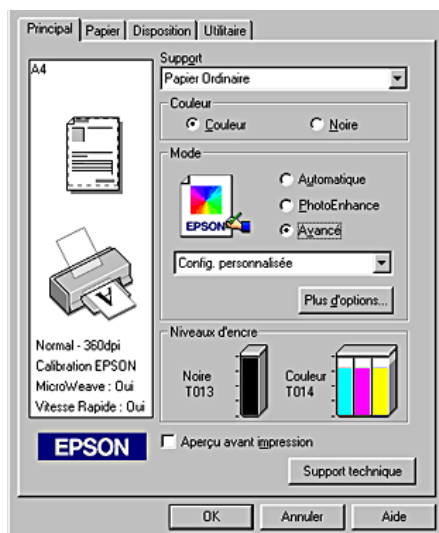 Principal Papier Disposition Utilitaire
A4
Support
Papier Ordinaire
Couleur
Couleur Noire
Mode
Automatique
PhotoEnhance
Avancé
EPSON
Config. personnalisée
Plus d'options...
A
Normal - 360dpi
Calibration EPSON
MicroWeave : Oui
Vitesse Rapide : Oui
Niveaux d'encre
Noire
T013
Couleur
T014
EPSON
Aperçu avant impression
Support technique
OK Annuler Aide